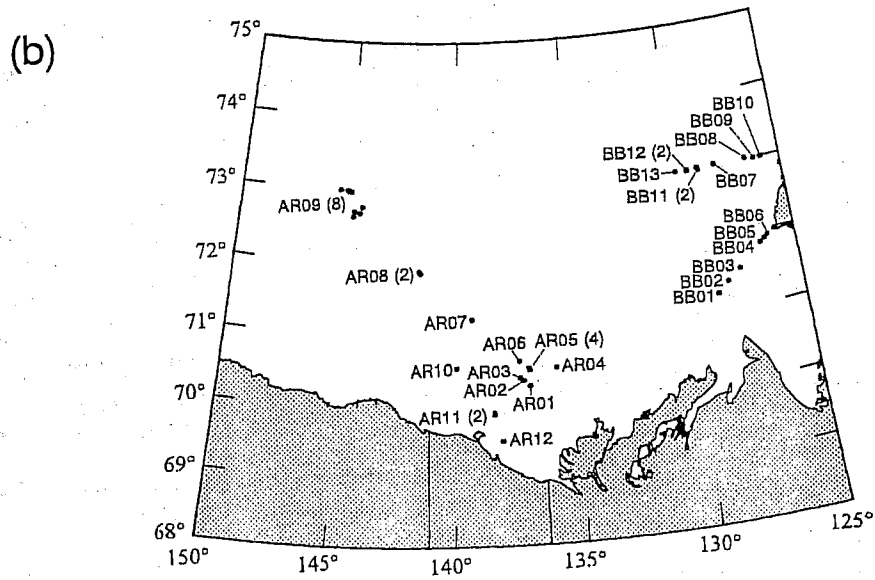 (b)
75°
74°
73°
72°
71°
70°
69°
68°
150°
145°
140°
135°
130°
125°
BB10
BB09
BB08
BB12 (2)
BB13
BB07
BB11 (2)
AR09 (8)
BB06
BB05
BB04
BB03
BB02
BB01
AR08 (2)
AR07
AR06
AR05 (4)
AR10
AR03
AR04
AR02
AR01
AR11 (2)
AR12